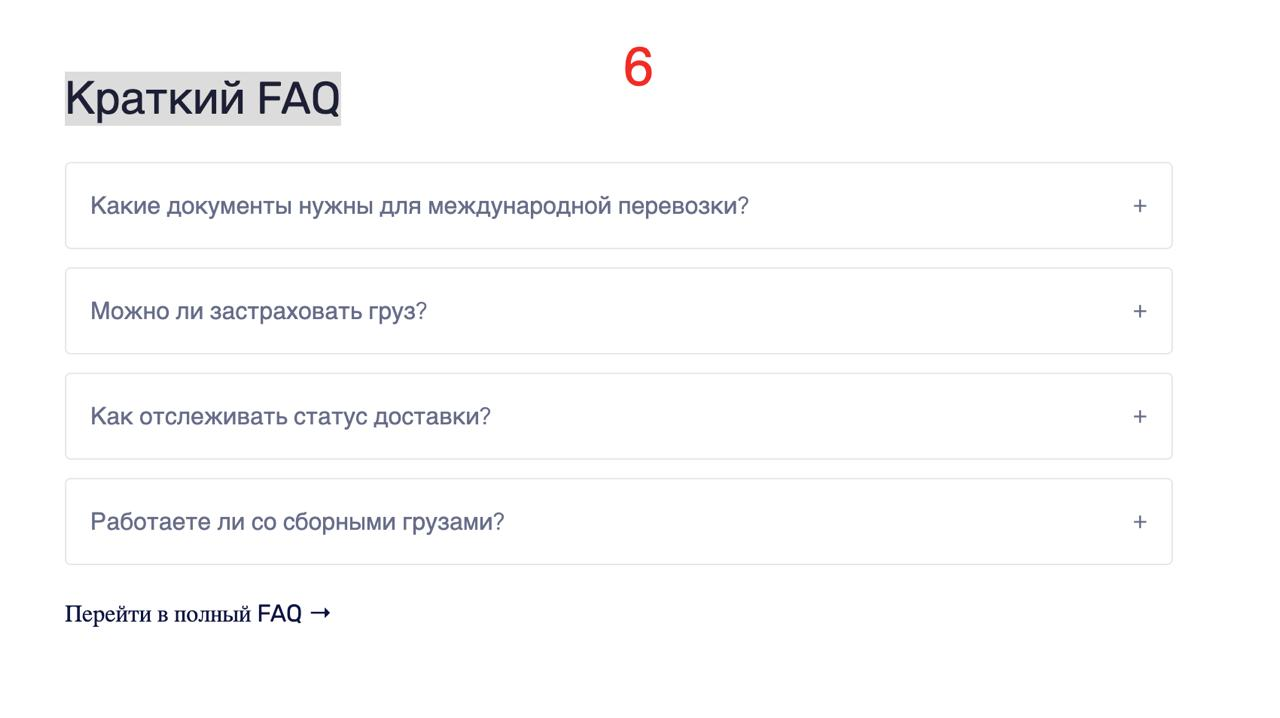 6
Краткий FAQ
Какие документы нужны для международной перевозки? +
Можно ли застраховать груз? +
Как отслеживать статус доставки? +
Работаете ли со сборными грузами? +
Перейти в полный FAQ →